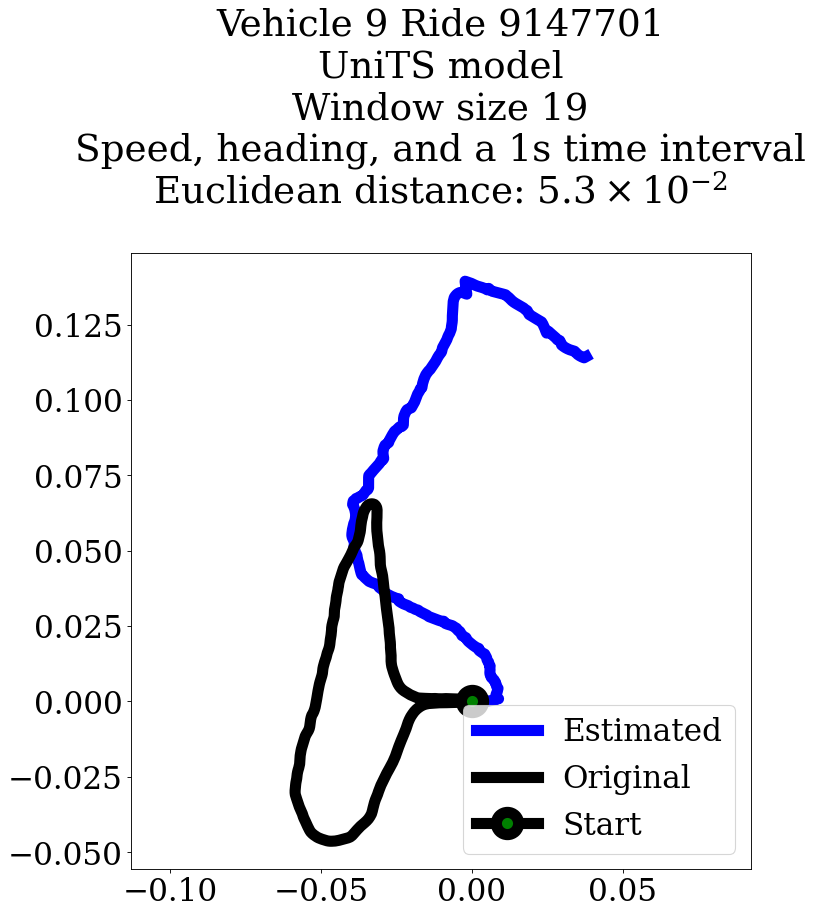 Vehicle 9 Ride 9147701
UniTS model
Window size 19
Speed, heading, and a 1s time interval
Euclidean distance: 5.3 × 10⁻²
0.125
0.100
0.075
0.050
0.025
0.000
−0.025
−0.050
Estimated
Original
Start
−0.10
−0.05
0.00
0.05